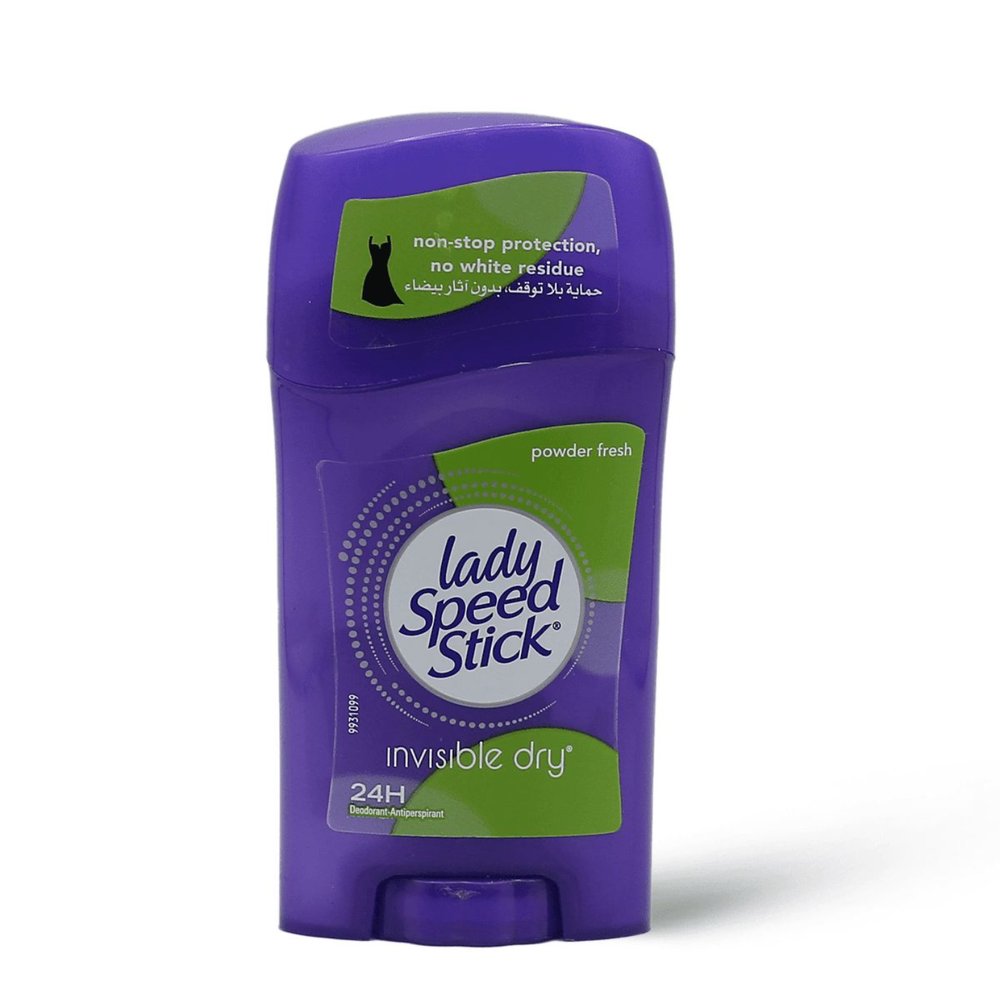 non-stop protection,
no white residue
حماية بلا توقف، بدون آثار بيضاء
powder fresh
lady
Speed
Stick®
9931099
invisible dry®
24H
Deodorant-Antiperspirant